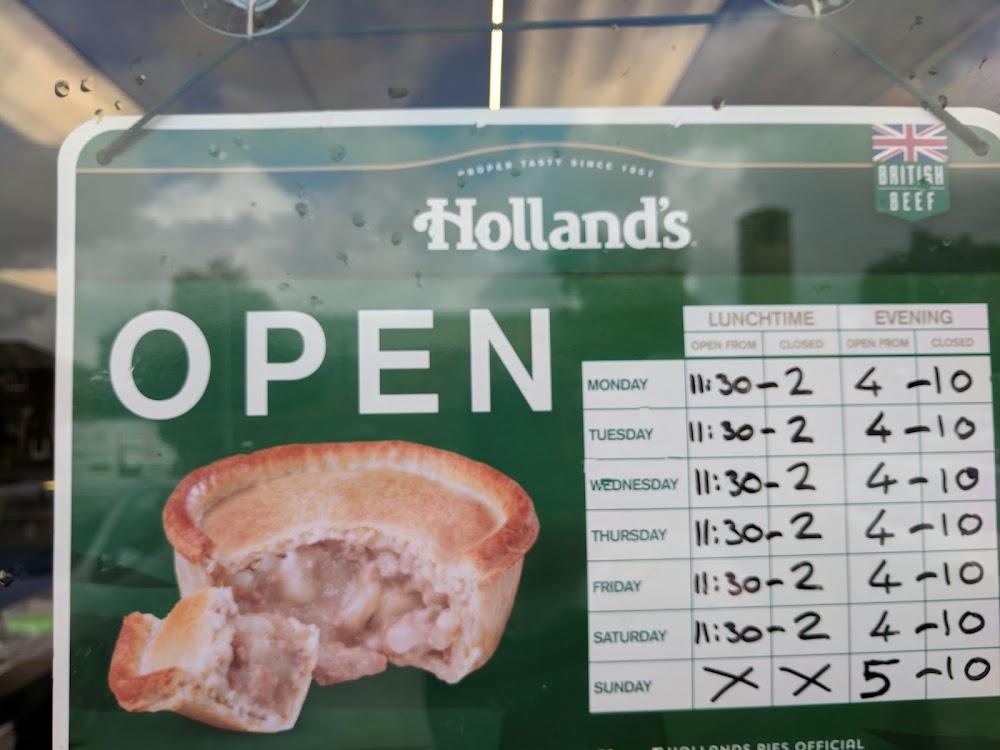 PROPER TASTY SINCE 1851
Holland's
BRITISH
BEEF
OPEN
LUNCHTIME EVENING
OPEN FROM CLOSED OPEN FROM CLOSED
MONDAY 11:30-2 4-10
TUESDAY 11:30-2 4-10
WEDNESDAY 11:30-2 4-10
THURSDAY 11:30-2 4-10
FRIDAY 11:30-2 4-10
SATURDAY 11:30-2 4-10
SUNDAY X X 5-10
HOLLANDS PIES OFFICIAL